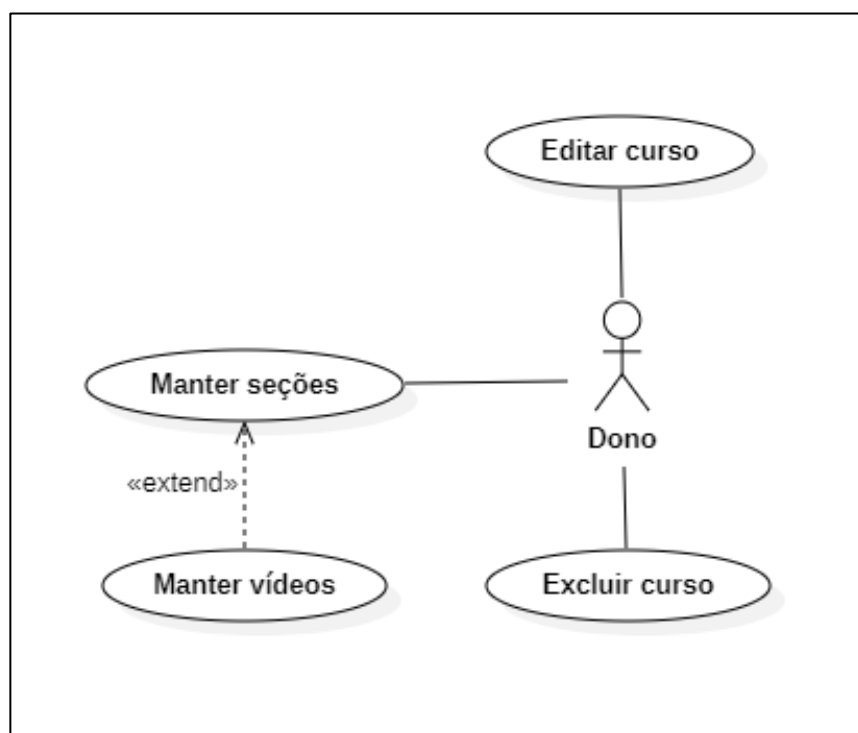 Editar curso
Manter seções
Dono
«extend»
Manter vídeos
Excluir curso